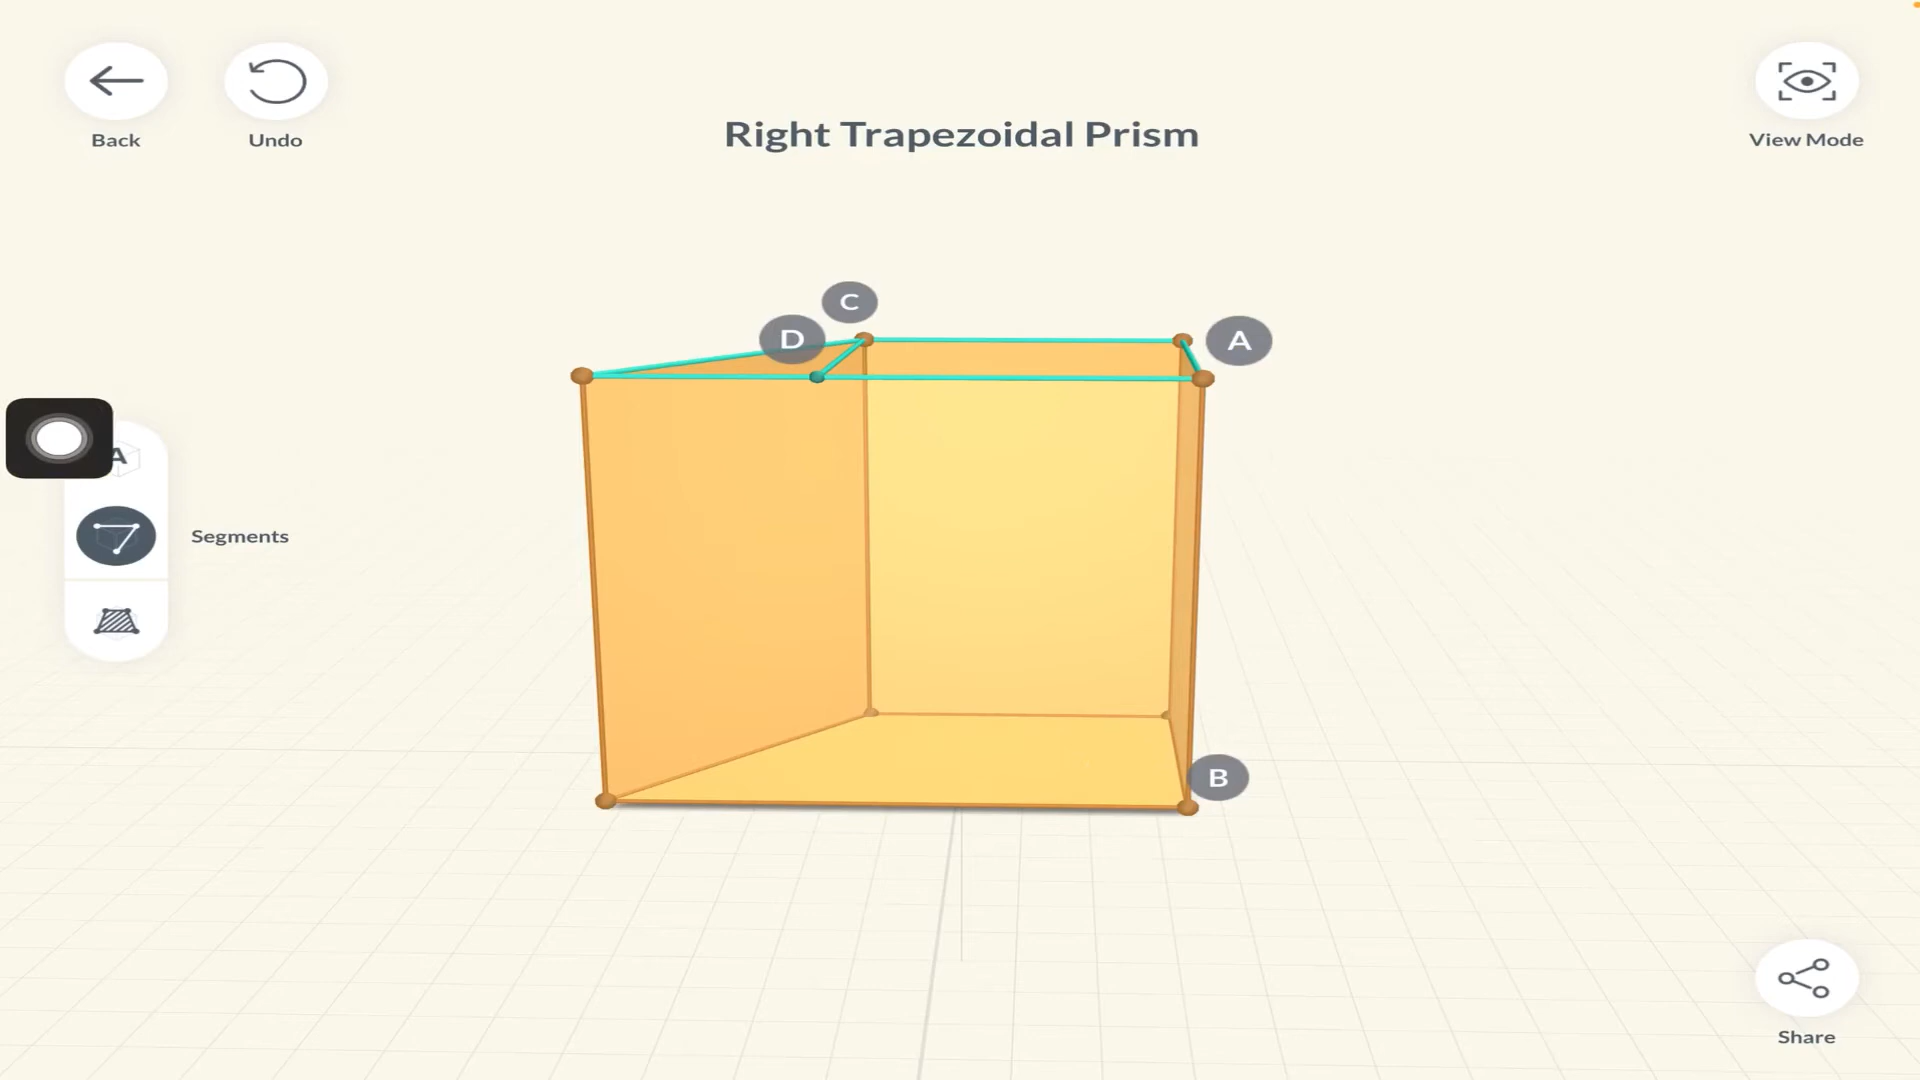 Back
Undo
Right Trapezoidal Prism
View Mode
C
D
A
A
Segments
B
Share